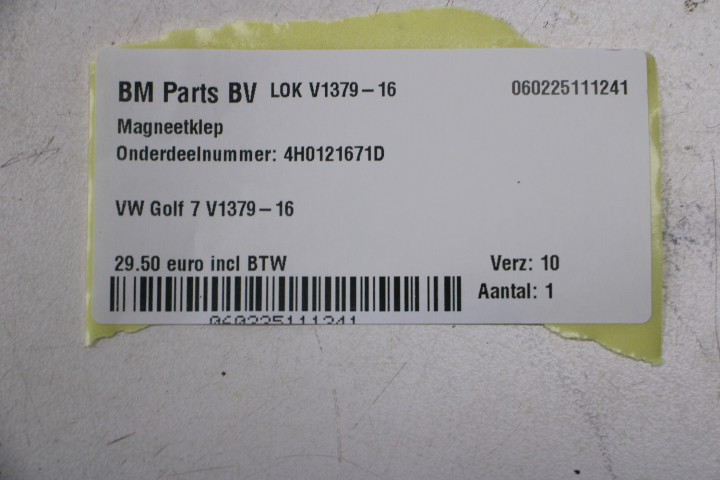 BM Parts BV LOK V1379-16 060225111241
Magneetklep
Onderdeelnummer: 4H0121671D
VW Golf 7 V1379-16
29.50 euro incl BTW Verz: 10
Aantal: 1
060225111241